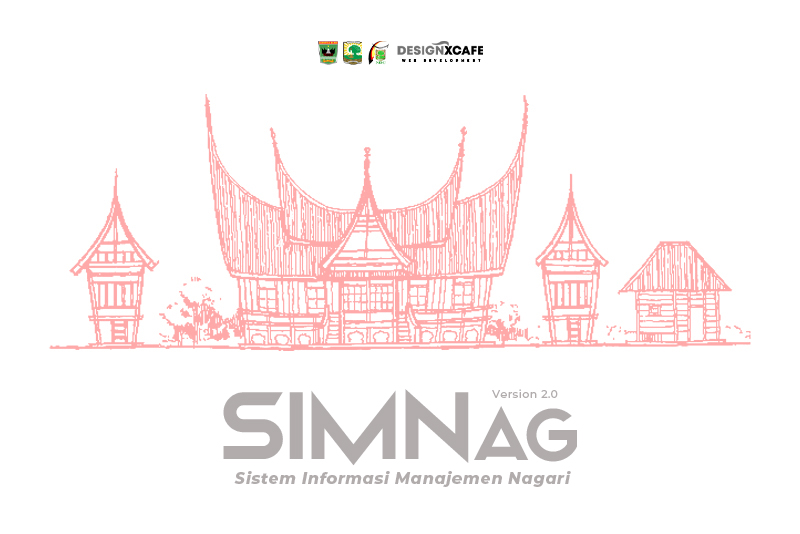 DESIGNXCAFE
WEB DEVELOPMENT
Version 2.0
SIMNAG
Sistem Informasi Manajemen Nagari